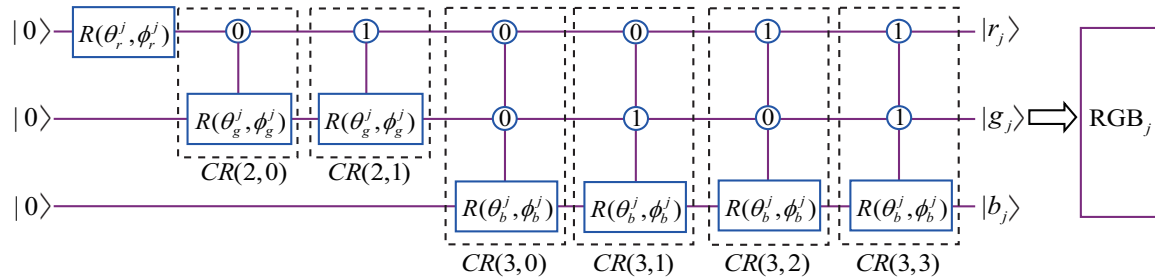 |0⟩ R(θ_r^j,ϕ_r^j) 0 1 0 0 1 1 |r_j⟩
|0⟩ R(θ_g^j,ϕ_g^j) R(θ_g^j,ϕ_g^j) 0 1 0 1 |g_j⟩ RGB_j
CR(2,0) CR(2,1)
|0⟩ R(θ_b^j,ϕ_b^j) R(θ_b^j,ϕ_b^j) R(θ_b^j,ϕ_b^j) R(θ_b^j,ϕ_b^j) |b_j⟩
CR(3,0) CR(3,1) CR(3,2) CR(3,3)